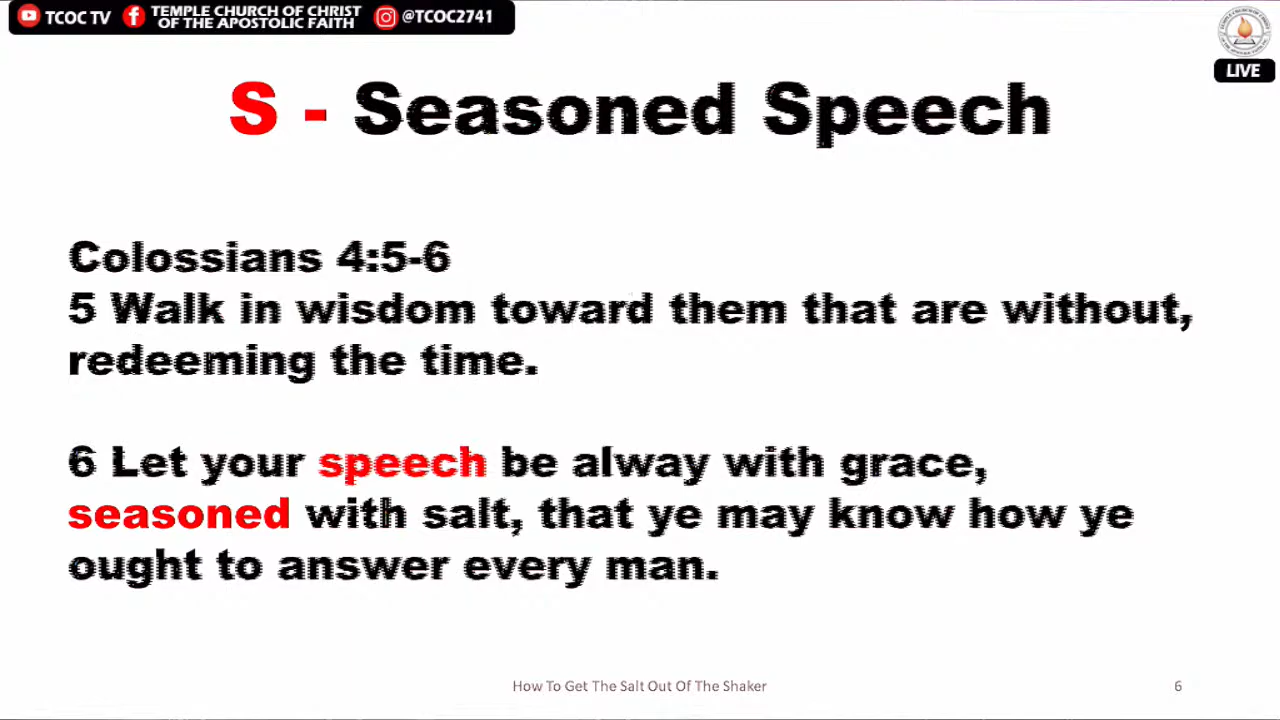 TCOC TV TEMPLE CHURCH OF CHRIST OF THE APOSTOLIC FAITH @TCOC2741
LIVE
S - Seasoned Speech
Colossians 4:5-6
5 Walk in wisdom toward them that are without,
redeeming the time.
6 Let your speech be alway with grace,
seasoned with salt, that ye may know how ye
ought to answer every man.
How To Get The Salt Out Of The Shaker
6